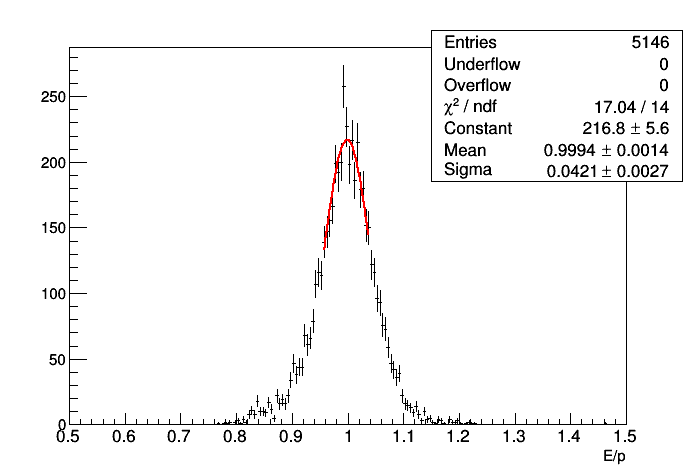 Entries 5146
Underflow 0
Overflow 0
χ² / ndf 17.04 / 14
Constant 216.8 ± 5.6
Mean 0.9994 ± 0.0014
Sigma 0.0421 ± 0.0027
250
200
150
100
50
0
0.5 0.6 0.7 0.8 0.9 1 1.1 1.2 1.3 1.4 1.5
E/p